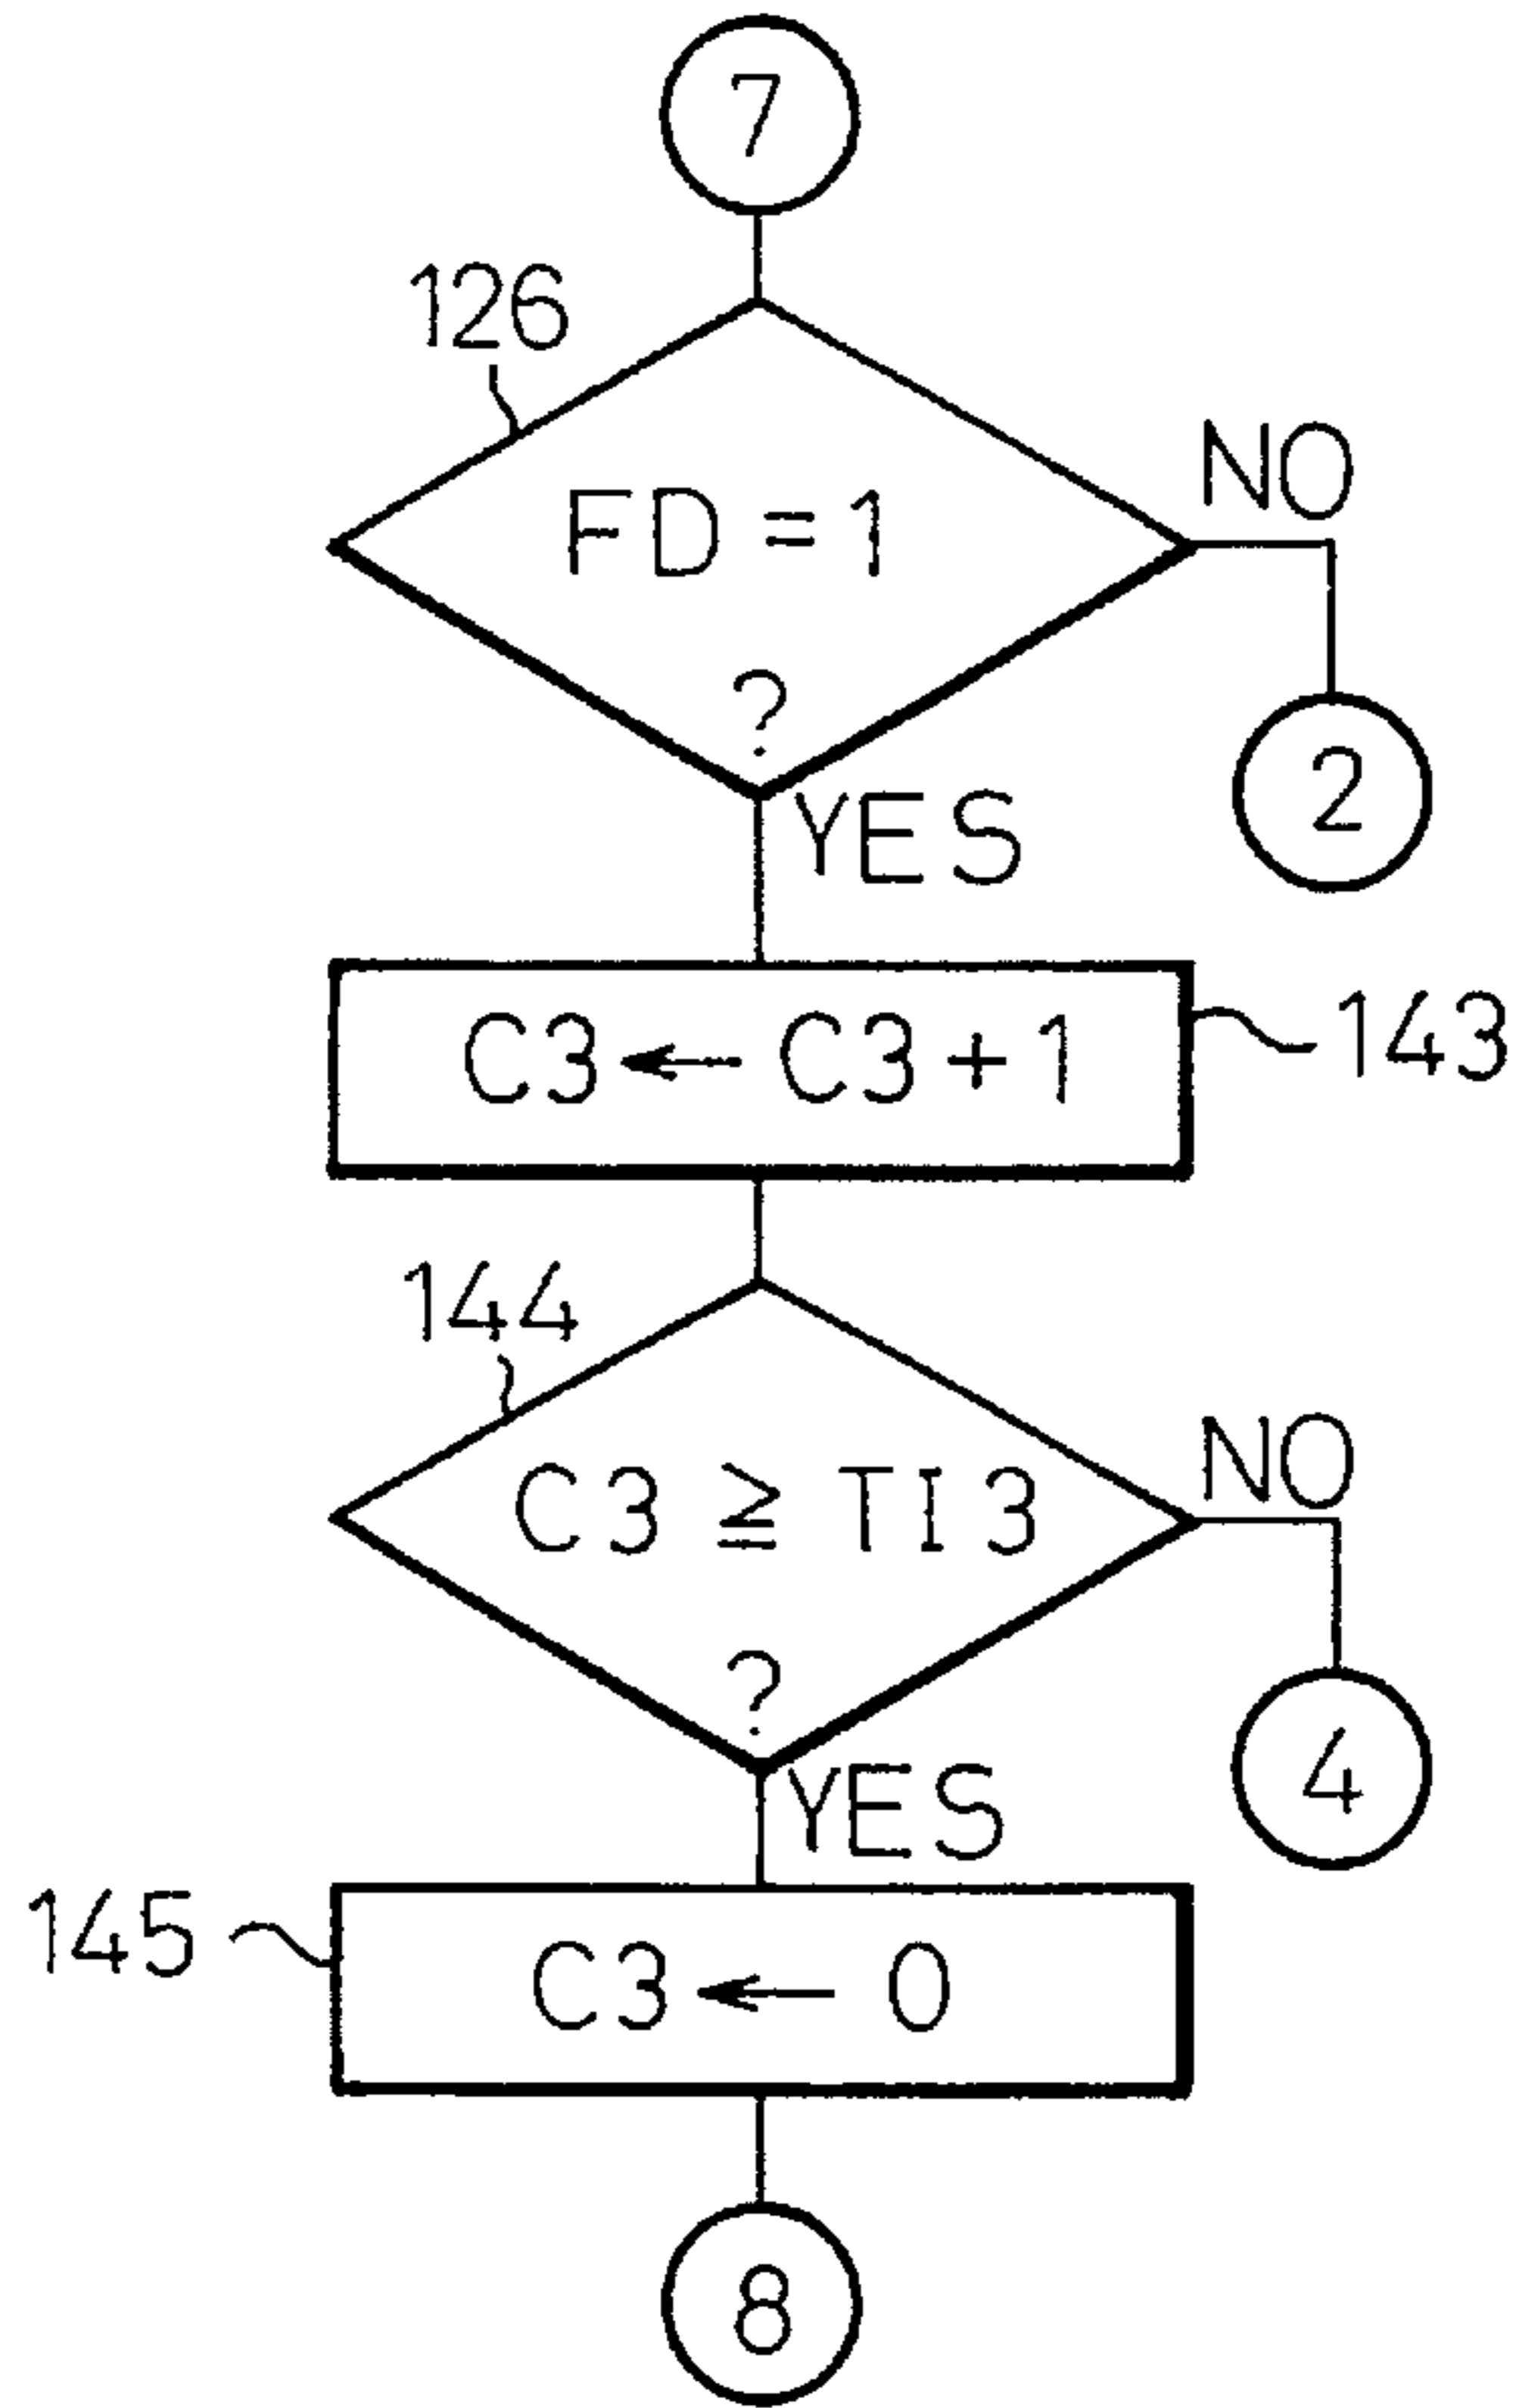 7
126
FD = 1
?
NO
2
YES
C3 ← C3 + 1
143
144
C3 ≧ TI3
?
NO
4
YES
145
C3 ← 0
8